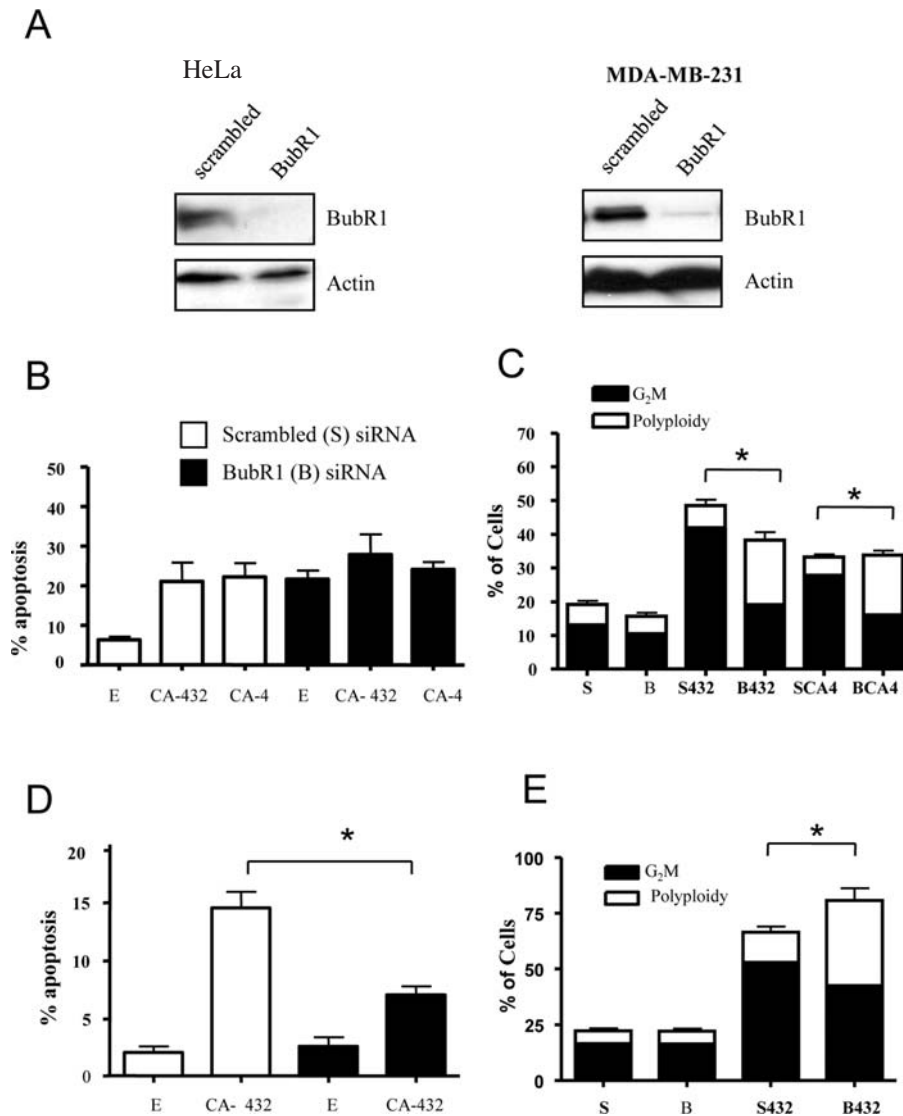 A
HeLa
MDA-MB-231
scrambled
BubR1
scrambled
BubR1
BubR1
Actin
BubR1
Actin
B
Scrambled (S) siRNA
BubR1 (B) siRNA
% apoptosis
50
40
30
20
10
0
E CA-432 CA-4 E CA- 432 CA-4
C
G₂M
Polyploidy
% of Cells
70
60
50
40
30
20
10
0
*
*
S B S432 B432 SCA4 BCA4
D
% apoptosis
20
15
10
5
0
*
E CA- 432 E CA-432
E
G₂M
Polyploidy
% of Cells
100
75
50
25
0
*
S B S432 B432